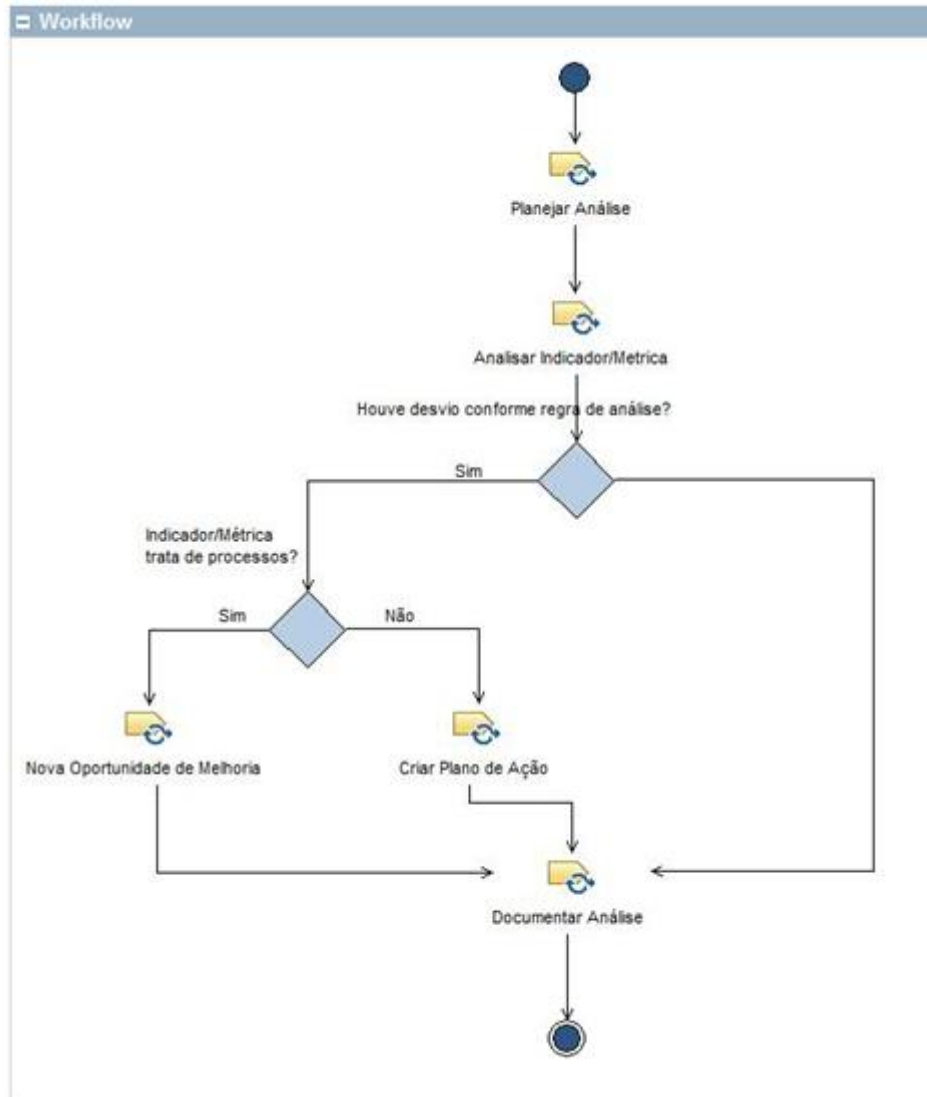 Workflow
Planejar Análise
Analisar Indicador/Metrica
Houve desvio conforme regra de análise?
Sim
Indicador/Métrica
trata de processos?
Sim
Não
Nova Oportunidade de Melhoria
Criar Plano de Ação
Documentar Análise